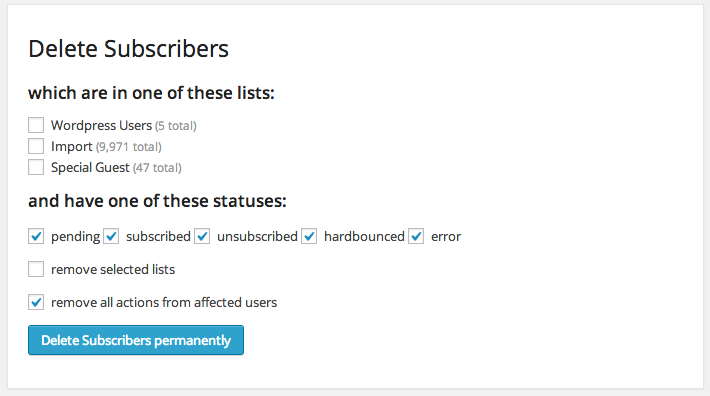 Delete Subscribers
which are in one of these lists:
Wordpress Users (5 total)
Import (9,971 total)
Special Guest (47 total)
and have one of these statuses:
pending subscribed unsubscribed hardbounced error
remove selected lists
remove all actions from affected users
Delete Subscribers permanently